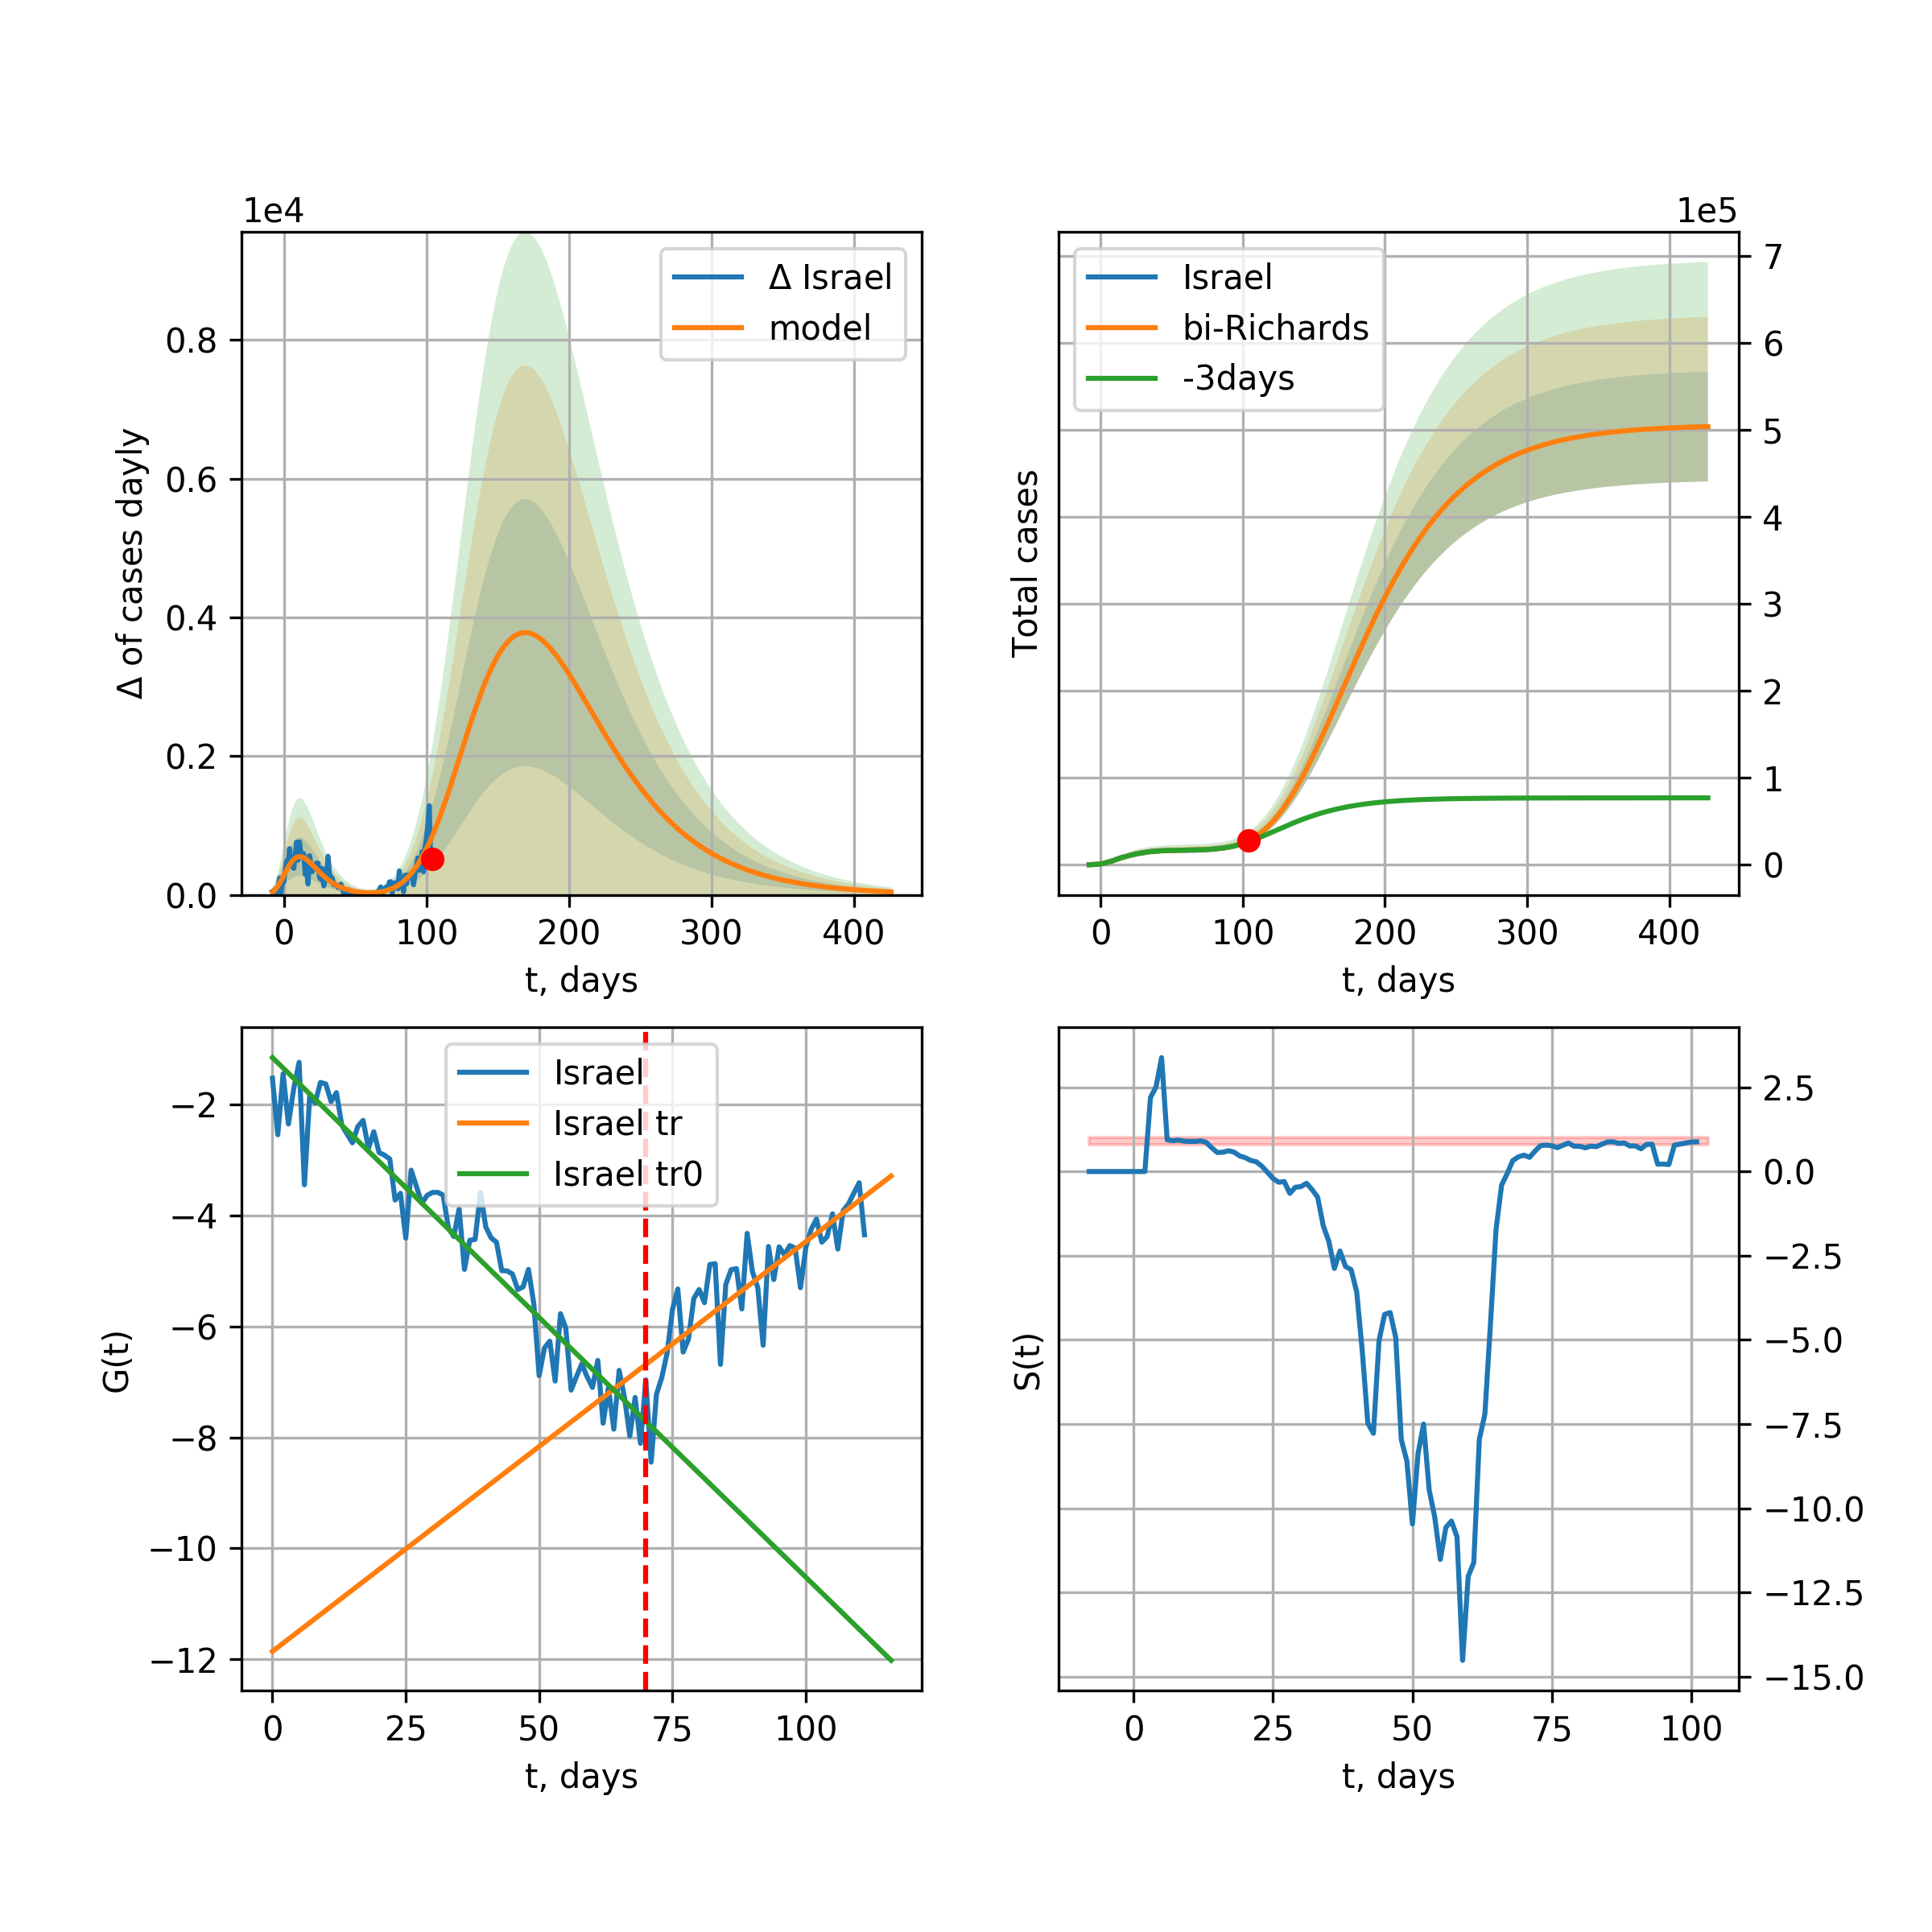 1e4
Δ of cases dayly
0.8
0.6
0.4
0.2
0.0
0 100 200 300 400
t, days
Δ Israel
model
1e5
Total cases
7
6
5
4
3
2
1
0
0 100 200 300 400
t, days
Israel
bi-Richards
-3days
G(t)
−2
−4
−6
−8
−10
−12
0 25 50 75 100
t, days
Israel
Israel tr
Israel tr0
S(t)
2.5
0.0
−2.5
−5.0
−7.5
−10.0
−12.5
−15.0
0 25 50 75 100
t, days